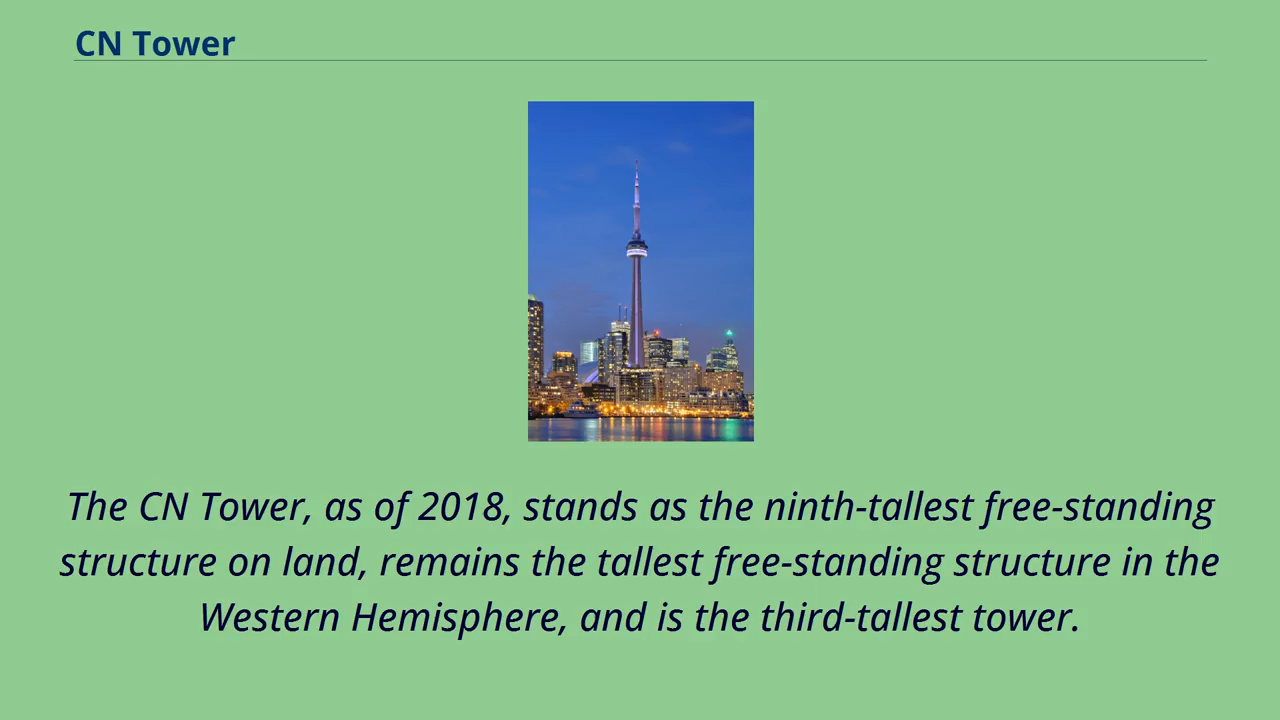 CN Tower
The CN Tower, as of 2018, stands as the ninth-tallest free-standing
structure on land, remains the tallest free-standing structure in the
Western Hemisphere, and is the third-tallest tower.